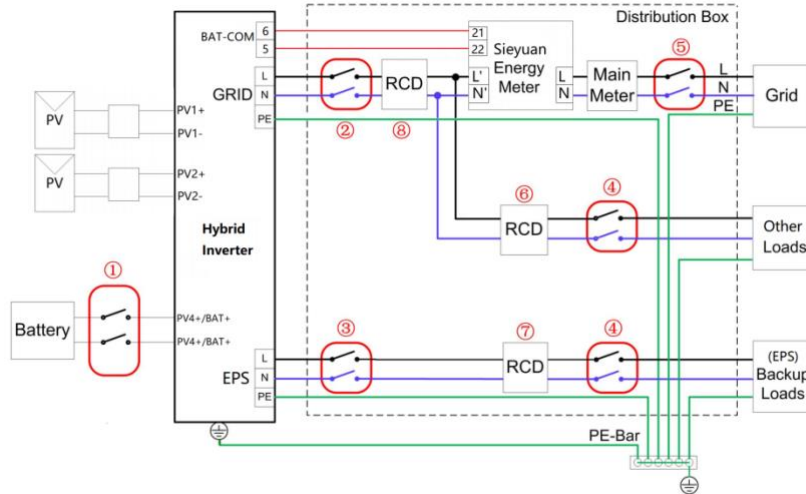 Distribution Box
BAT-COM
6
5
21
22
Sieyuan
Energy
Meter
L'
N'
L
N
Main
Meter
⑤
L
N
PE
Grid
GRID
L
N
PE
②
RCD
⑧
PV
PV1+
PV1-
PV
PV2+
PV2-
Hybrid
Inverter
⑥
RCD
④
Other
Loads
①
Battery
PV4+/BAT+
PV4+/BAT+
③
⑦
RCD
④
EPS
L
N
PE
(EPS)
Backup
Loads
PE-Bar